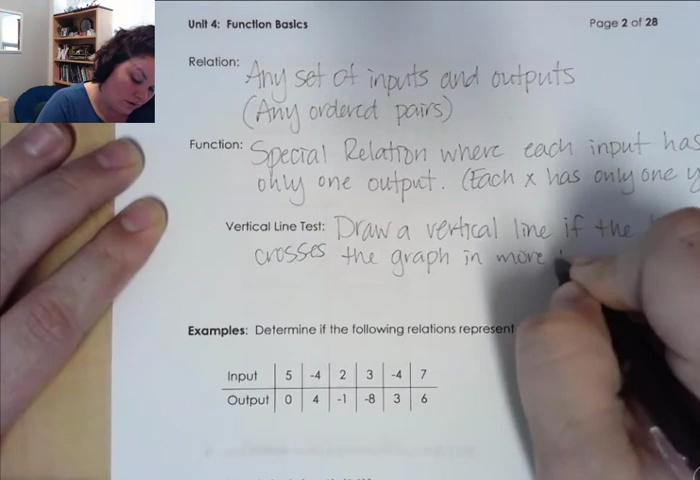 Unit 4: Function Basics
Page 2 of 28
Relation: Any set of inputs and outputs
(Any ordered pairs)
Function: Special Relation where each input has
only one output. (Each x has only one y
Vertical Line Test: Draw a vertical line if the
crosses the graph in more
Examples: Determine if the following relations represent
Input 5 -4 2 3 -4 7
Output 0 4 -1 -8 3 6